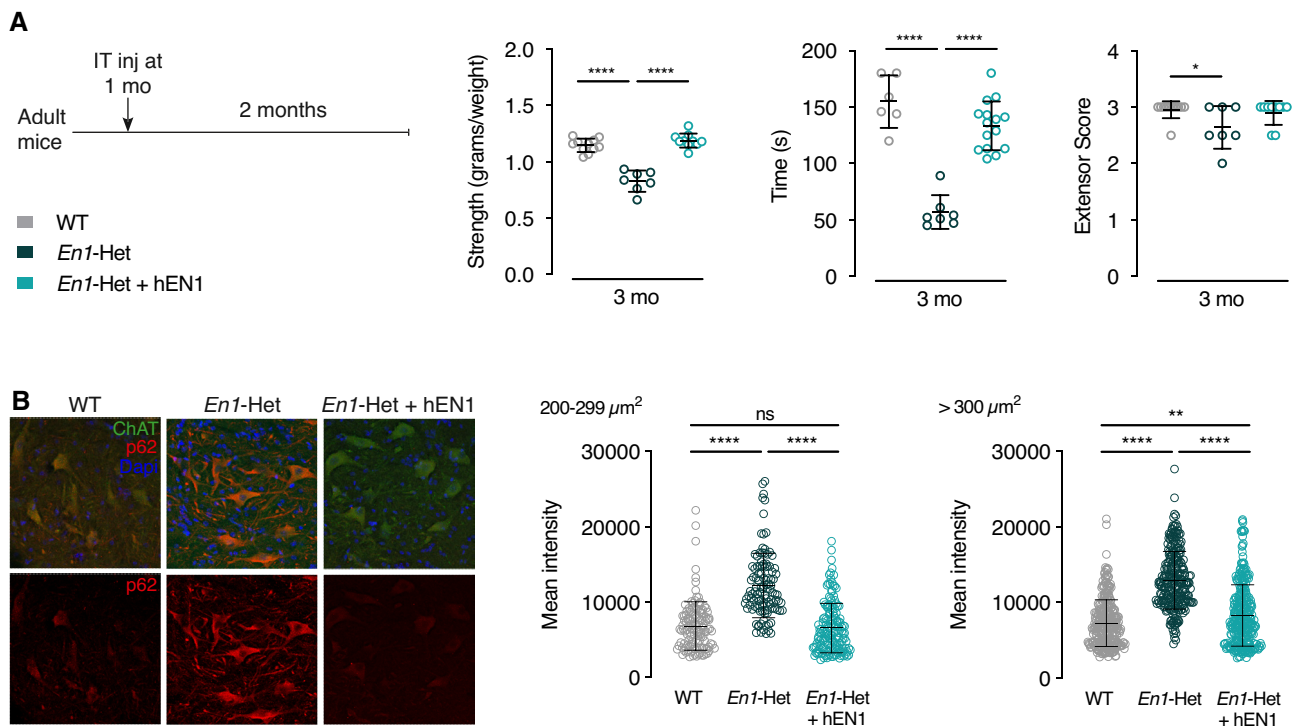 A
IT inj at
1 mo
2 months
Adult
mice
WT
En1-Het
En1-Het + hEN1
Strength (grams/weight)
2.0
1.5
1.0
0.5
0.0
**** ****
3 mo
Time (s)
200
150
100
50
0
**** ****
3 mo
Extensor Score
4
3
2
1
0
*
3 mo
B
WT En1-Het En1-Het + hEN1
ChAT
p62
Dapi
p62
200-299 µm²
ns
**** ****
Mean intensity
30000
20000
10000
0
WT En1-Het En1-Het
+ hEN1
> 300 µm²
**
**** ****
Mean intensity
30000
20000
10000
0
WT En1-Het En1-Het
+ hEN1